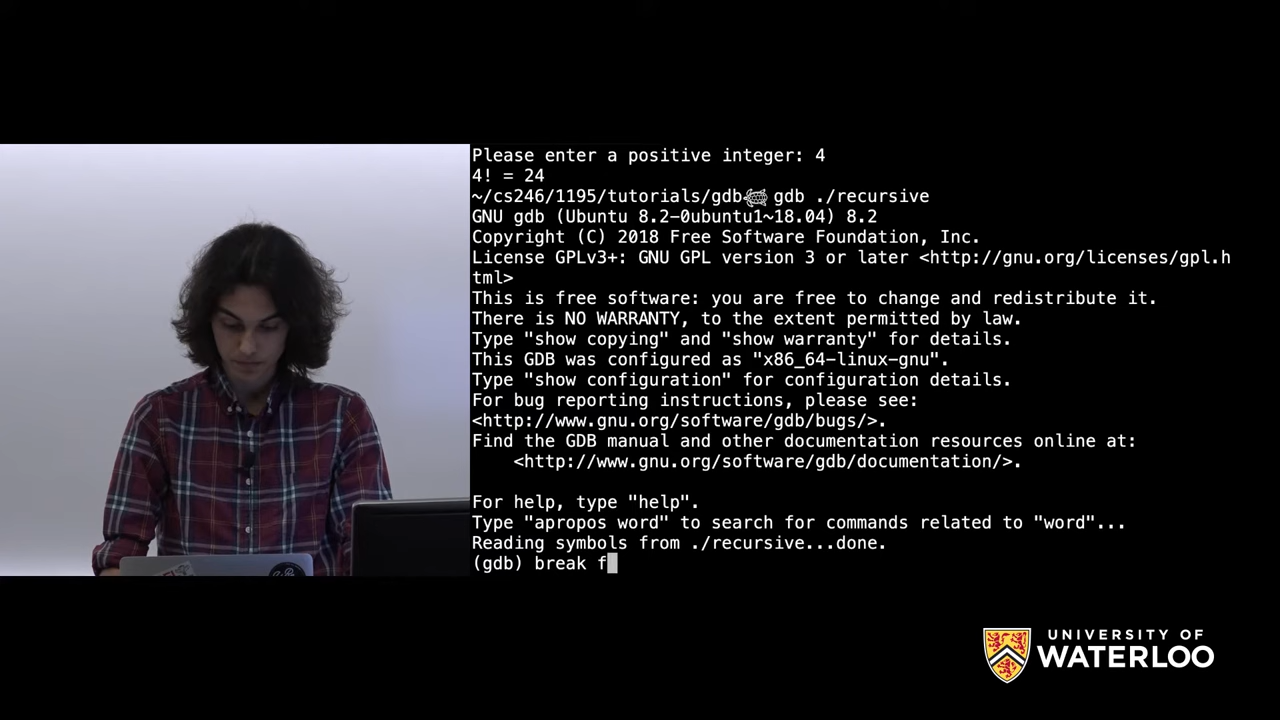 Please enter a positive integer: 4
4! = 24
~/cs246/1195/tutorials/gdb🐢 gdb ./recursive
GNU gdb (Ubuntu 8.2-0ubuntu1~18.04) 8.2
Copyright (C) 2018 Free Software Foundation, Inc.
License GPLv3+: GNU GPL version 3 or later <http://gnu.org/licenses/gpl.h
tml>
This is free software: you are free to change and redistribute it.
There is NO WARRANTY, to the extent permitted by law.
Type "show copying" and "show warranty" for details.
This GDB was configured as "x86_64-linux-gnu".
Type "show configuration" for configuration details.
For bug reporting instructions, please see:
<http://www.gnu.org/software/gdb/bugs/>.
Find the GDB manual and other documentation resources online at:
    <http://www.gnu.org/software/gdb/documentation/>.
For help, type "help".
Type "apropos word" to search for commands related to "word"...
Reading symbols from ./recursive...done.
(gdb) break f
UNIVERSITY OF
WATERLOO